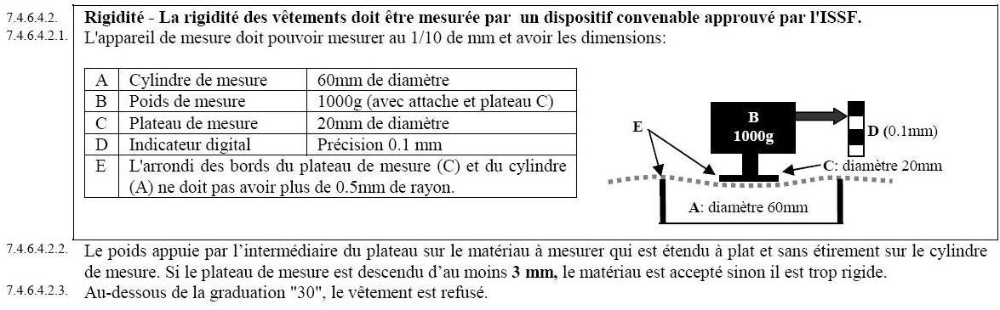 7.4.6.4.2. Rigidité - La rigidité des vêtements doit être mesurée par un dispositif convenable approuvé par l'ISSF.
7.4.6.4.2.1. L'appareil de mesure doit pouvoir mesurer au 1/10 de mm et avoir les dimensions:
A Cylindre de mesure 60mm de diamètre
B Poids de mesure 1000g (avec attache et plateau C)
C Plateau de mesure 20mm de diamètre
D Indicateur digital Précision 0.1 mm
E L'arrondi des bords du plateau de mesure (C) et du cylindre
(A) ne doit pas avoir plus de 0.5mm de rayon.
B
1000g
E
D (0.1mm)
C: diamètre 20mm
A: diamètre 60mm
7.4.6.4.2.2. Le poids appuie par l’intermédiaire du plateau sur le matériau à mesurer qui est étendu à plat et sans étirement sur le cylindre
de mesure. Si le plateau de mesure est descendu d’au moins 3 mm, le matériau est accepté sinon il est trop rigide.
7.4.6.4.2.3. Au-dessous de la graduation "30", le vêtement est refusé.